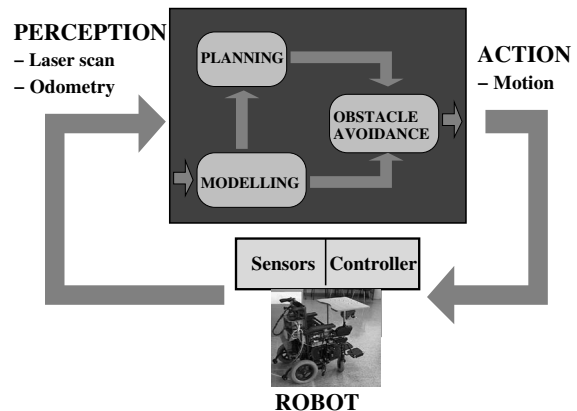 PERCEPTION
– Laser scan
– Odometry
PLANNING
OBSTACLE
AVOIDANCE
MODELLING
ACTION
– Motion
Sensors
Controller
ROBOT